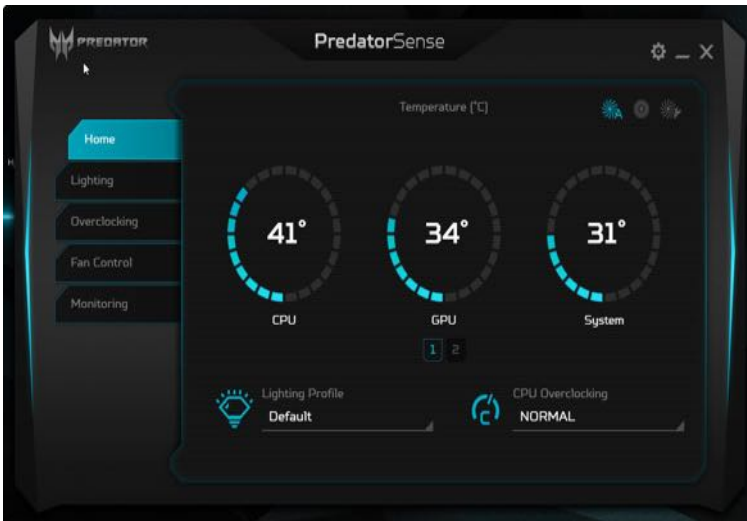 PREDATOR
PredatorSense
Temperature (°C)
Home
Lighting
Overclocking
Fan Control
Monitoring
41°
34°
31°
CPU
GPU
System
1 2
Lighting Profile
Default
CPU Overclocking
NORMAL